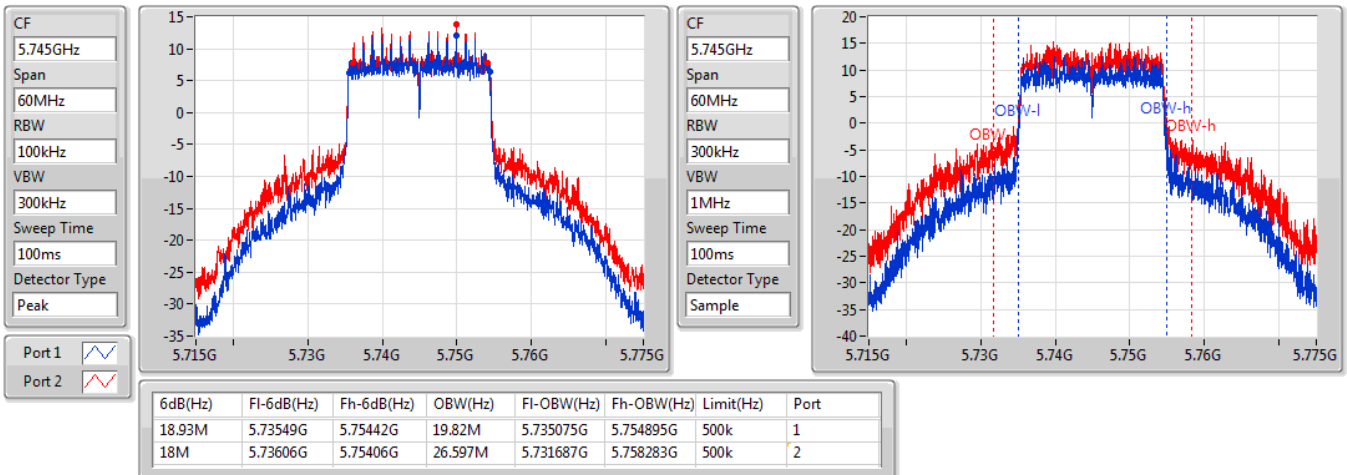 CF
5.745GHz
Span
60MHz
RBW
100kHz
VBW
300kHz
Sweep Time
100ms
Detector Type
Peak
Port 1
Port 2
15
10
5
0
-5
-10
-15
-20
-25
-30
-35
5.715G 5.73G 5.74G 5.75G 5.76G 5.775G
CF
5.745GHz
Span
60MHz
RBW
300kHz
VBW
1MHz
Sweep Time
100ms
Detector Type
Sample
20
15
10
5
0
-5
-10
-15
-20
-25
-30
-35
-40
OBW-l OBW-h
OBW- OBW-h
5.715G 5.73G 5.74G 5.75G 5.76G 5.775G
6dB(Hz) Fl-6dB(Hz) Fh-6dB(Hz) OBW(Hz) Fl-OBW(Hz) Fh-OBW(Hz) Limit(Hz) Port
18.93M 5.73549G 5.75442G 19.82M 5.735075G 5.754895G 500k 1
18M 5.73606G 5.75406G 26.597M 5.731687G 5.758283G 500k 2